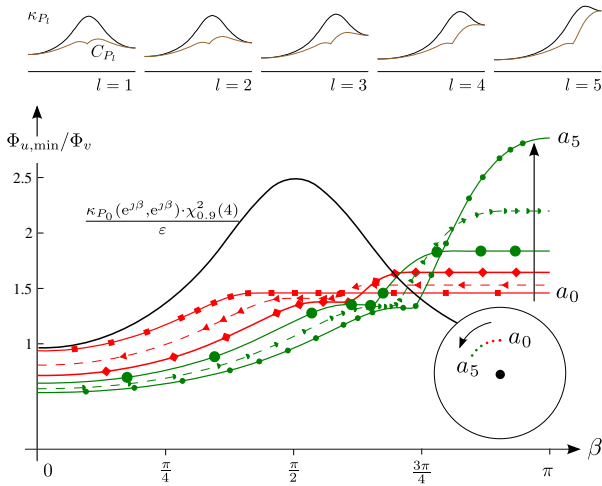 κ_{P_l}
C_{P_l}
l = 1 l = 2 l = 3 l = 4 l = 5
Φ_{u,min}/Φ_v
a_5
2.5
κ_{P_0}(e^{ȷβ},e^{ȷβ})·χ²_{0.9}(4)
ε
2
1.5
a_0
1
a_0
a_5
β
0 π/4 π/2 3π/4 π